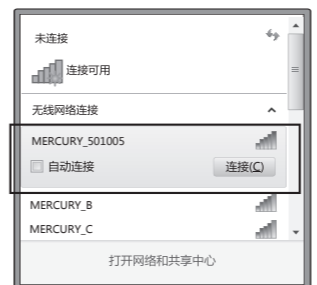 未连接
连接可用
无线网络连接
MERCURY_501005
自动连接
连接(C)
MERCURY_B
MERCURY_C
打开网络和共享中心